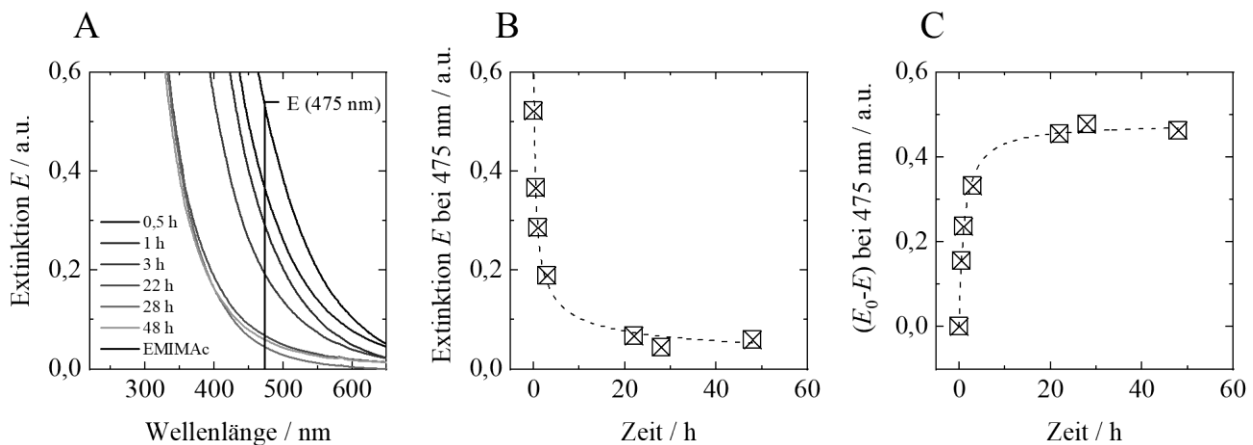 A
Extinktion E / a.u.
0,6
0,4
0,2
0,0
E (475 nm)
0,5 h
1 h
3 h
22 h
28 h
48 h
EMIMAc
300
400
500
600
Wellenlänge / nm
B
Extinktion E bei 475 nm / a.u.
0,6
0,4
0,2
0,0
0
20
40
60
Zeit / h
C
(E₀-E) bei 475 nm / a.u.
0,6
0,4
0,2
0,0
0
20
40
60
Zeit / h